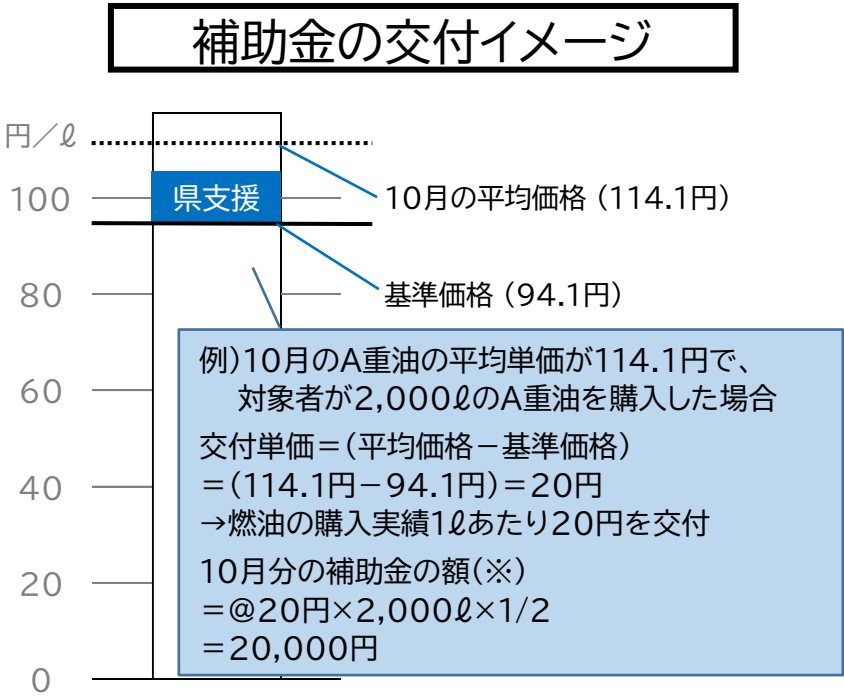 補助金の交付イメージ
円／ℓ
100
80
60
40
20
0
県支援
10月の平均価格（114.1円）
基準価格（94.1円）
例)10月のA重油の平均単価が114.1円で、
対象者が2,000ℓのA重油を購入した場合
交付単価＝(平均価格－基準価格)
＝(114.1円－94.1円)＝20円
→燃油の購入実績1ℓあたり20円を交付
10月分の補助金の額(※)
＝@20円×2,000ℓ×1/2
＝20,000円